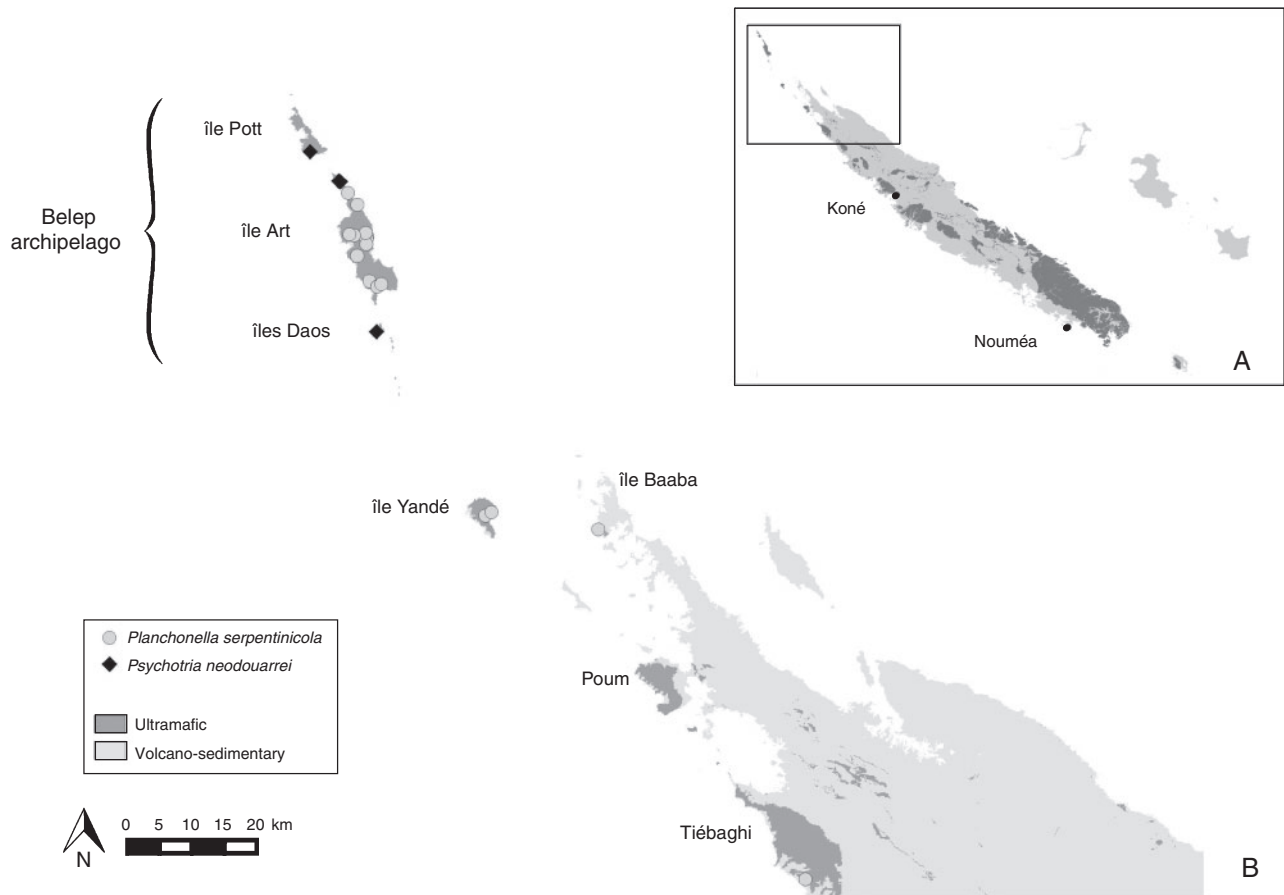 île Pott
Belep
archipelago
île Art
îles Daos
Koné
Nouméa
A
île Baaba
île Yandé
Planchonella serpentinicola
Psychotria neodouarrei
Ultramafic
Volcano-sedimentary
Poum
Tiébaghi
0 5 10 15 20 km
N
B